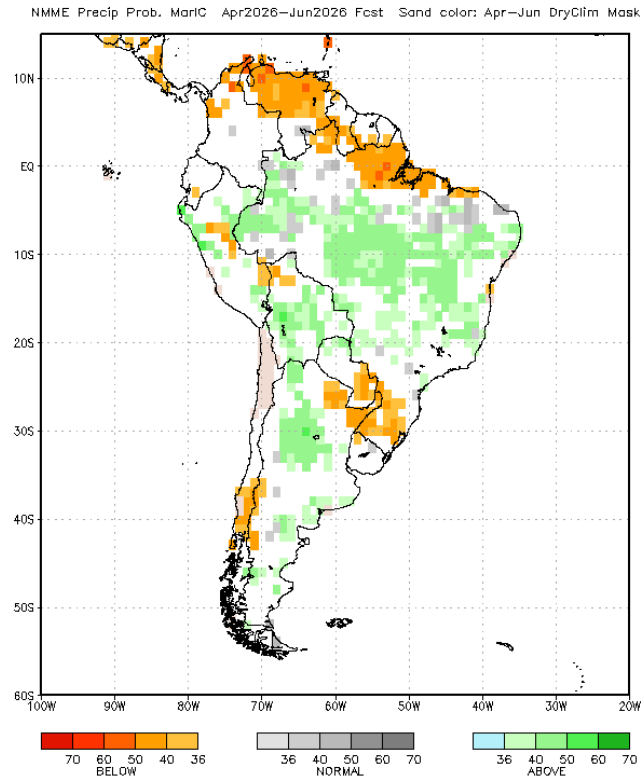 NMME Precip Prob. MarIC  Apr2026-Jun2026 Fcst  Sand color: Apr-Jun DryClim Mask
10N
EQ
10S
20S
30S
40S
50S
60S
100W 90W 80W 70W 60W 50W 40W 30W 20W
70 60 50 40 36
BELOW
36 40 50 60 70
NORMAL
36 40 50 60 70
ABOVE